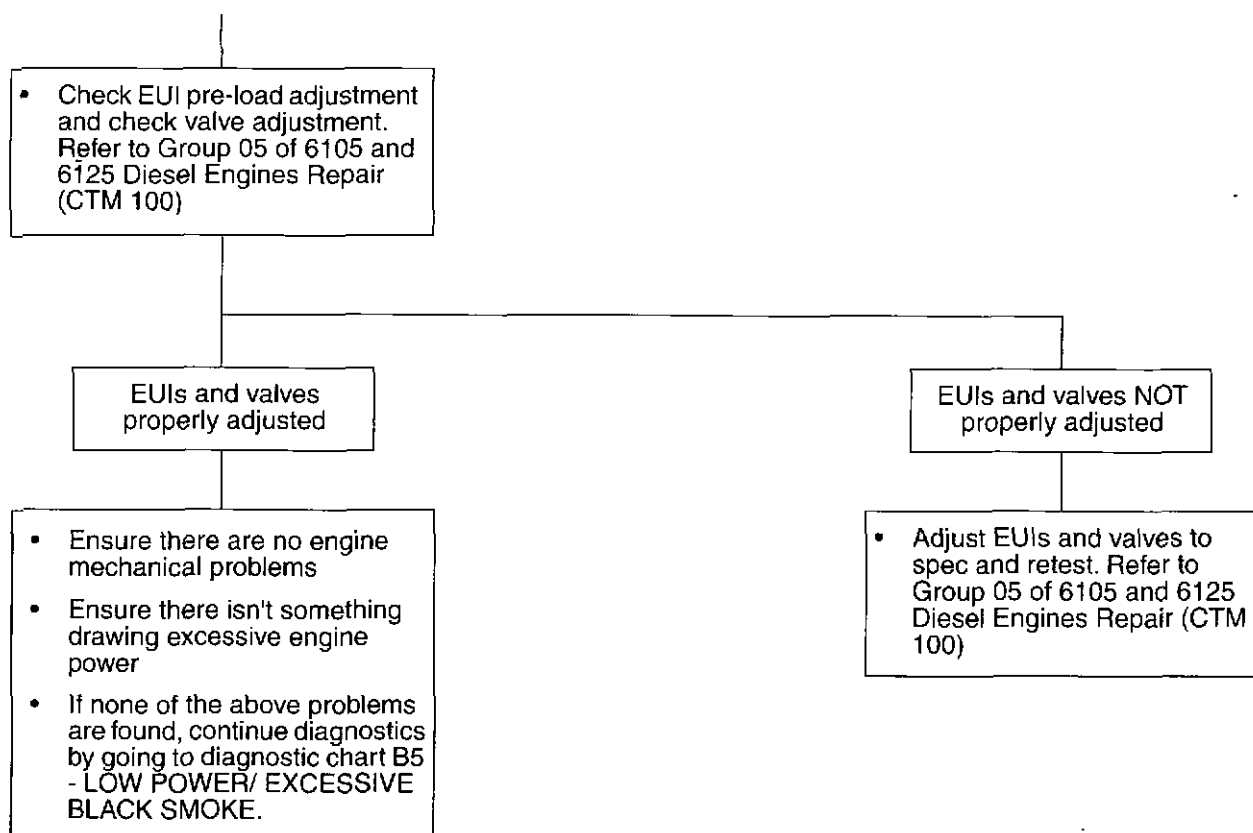 • Check EUI pre-load adjustment
and check valve adjustment.
Refer to Group 05 of 6105 and
6125 Diesel Engines Repair
(CTM 100)
EUIs and valves
properly adjusted
EUIs and valves NOT
properly adjusted
• Ensure there are no engine
mechanical problems
• Ensure there isn't something
drawing excessive engine
power
• If none of the above problems
are found, continue diagnostics
by going to diagnostic chart B5
- LOW POWER/ EXCESSIVE
BLACK SMOKE.
• Adjust EUIs and valves to
spec and retest. Refer to
Group 05 of 6105 and 6125
Diesel Engines Repair (CTM
100)